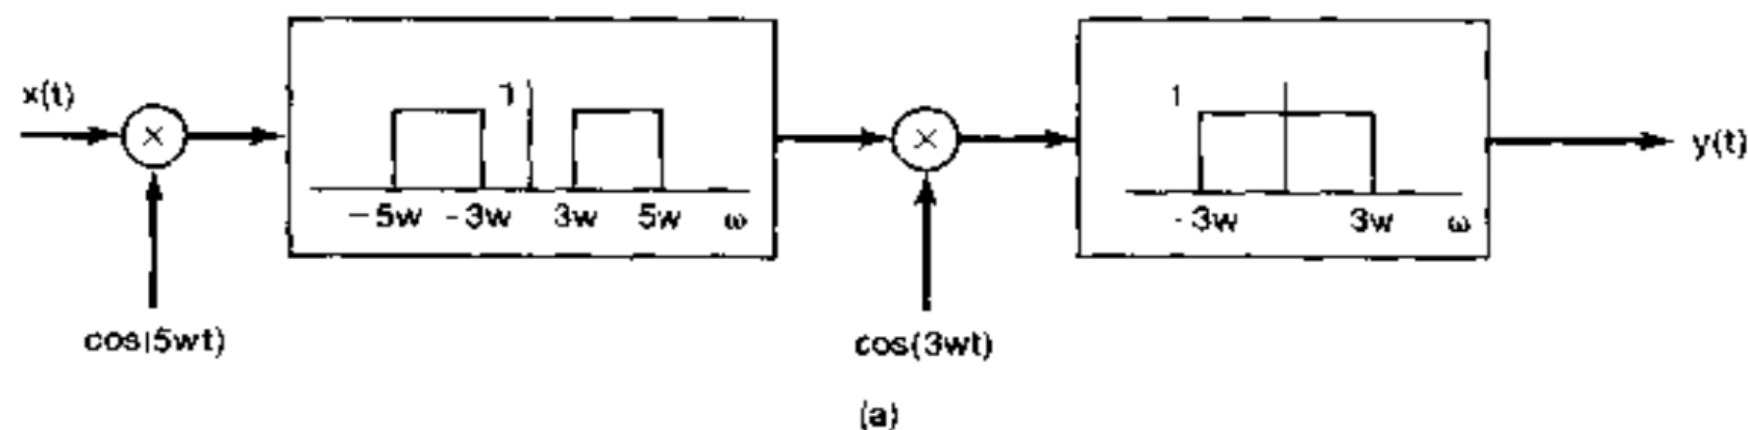 x(t)
×
cos(5wt)
1
−5w -3w 3w 5w ω
×
cos(3wt)
1
-3w 3w ω
y(t)
(a)